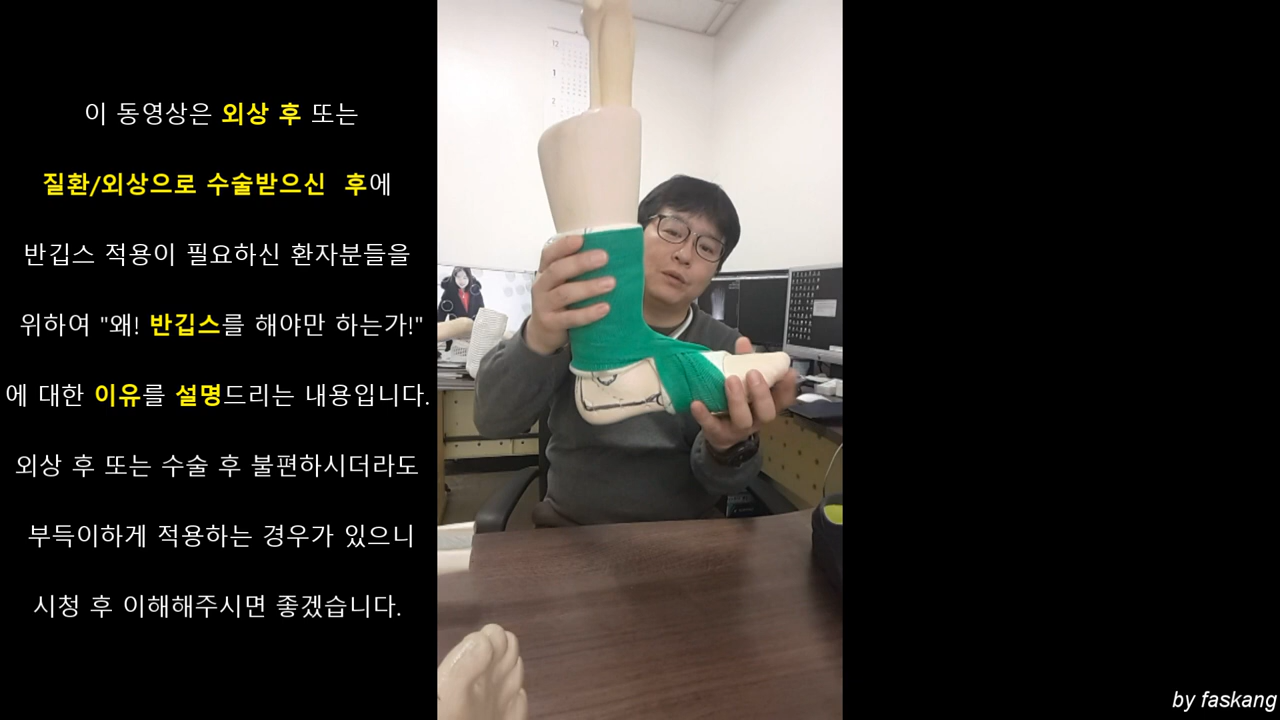 이 동영상은 외상 후 또는
질환/외상으로 수술받으신 후에
반깁스 적용이 필요하신 환자분들을
위하여 "왜! 반깁스를 해야만 하는가!"
에 대한 이유를 설명드리는 내용입니다.
외상 후 또는 수술 후 불편하시더라도
부득이하게 적용하는 경우가 있으니
시청 후 이해해주시면 좋겠습니다.
12
1
2
by faskang